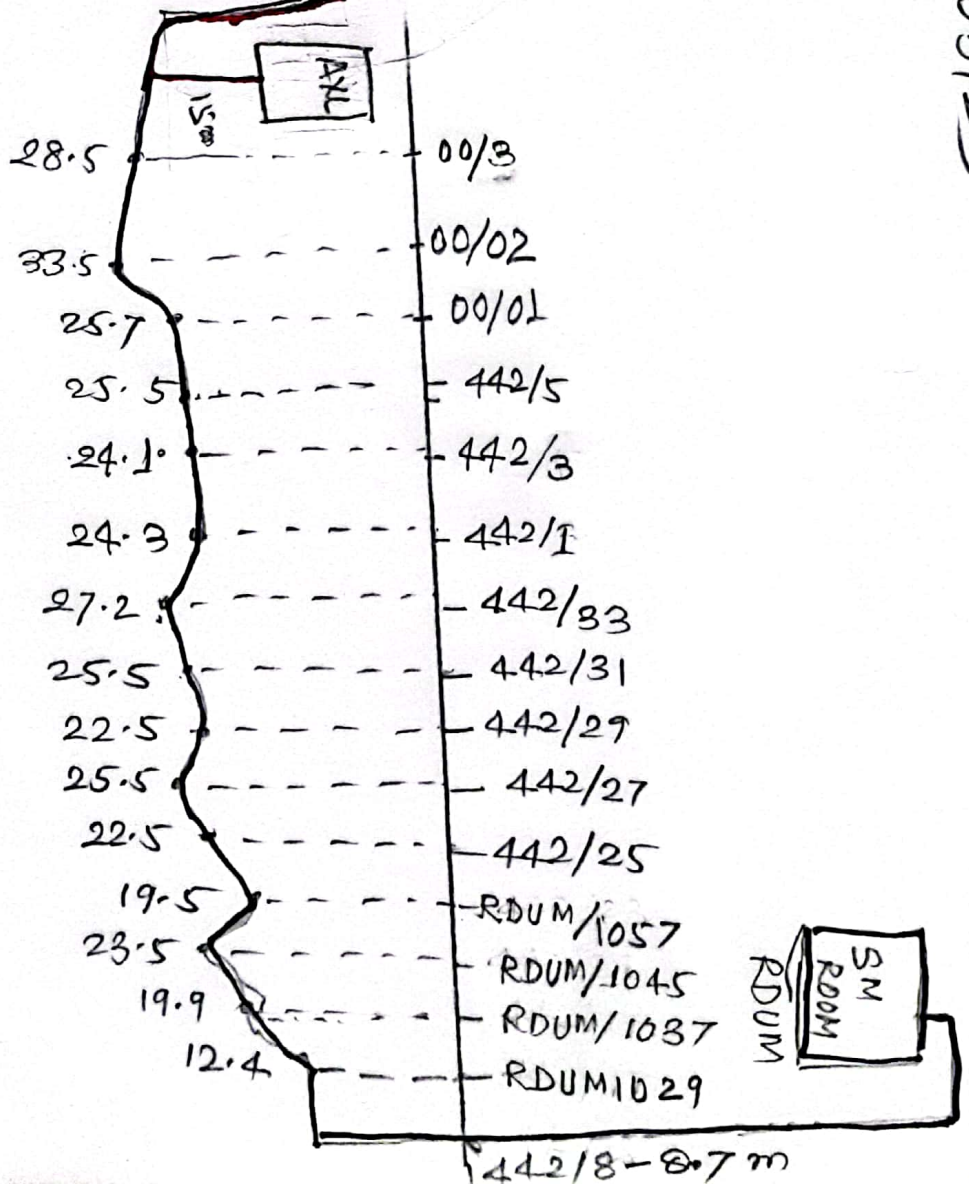 AXL
15m
28.5 00/3
33.5 00/02
25.7 00/01
25.5 442/5
24.1 442/3
24.3 442/1
27.2 442/33
25.5 442/31
22.5 442/29
25.5 442/27
22.5 442/25
19.5 RDUM/1057
23.5 RDUM/1045
19.9 RDUM/1037
12.4 RDUM1029
SM
ROOM
RDUM
442/8-0.7m